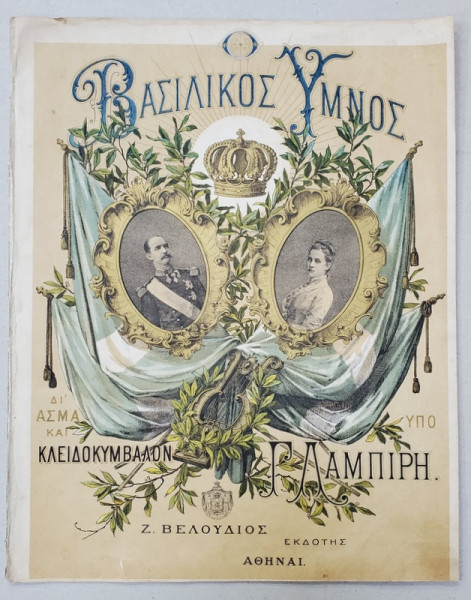 Ο
ΒΑΣΙΛΙΚΟΣ ΥΜΝΟΣ
ΔΙ'
ΑΣΜΑ
ΚΑΙ
ΚΛΕΙΔΟΚΥΜΒΑΛΟΝ
ΥΠΟ
Γ. ΛΑΜΠΙΡΗ.
Ζ. ΒΕΛΟΥΔΙΟΣ
ΕΚΔΟΤΗΣ
ΑΘΗΝΑΙ.